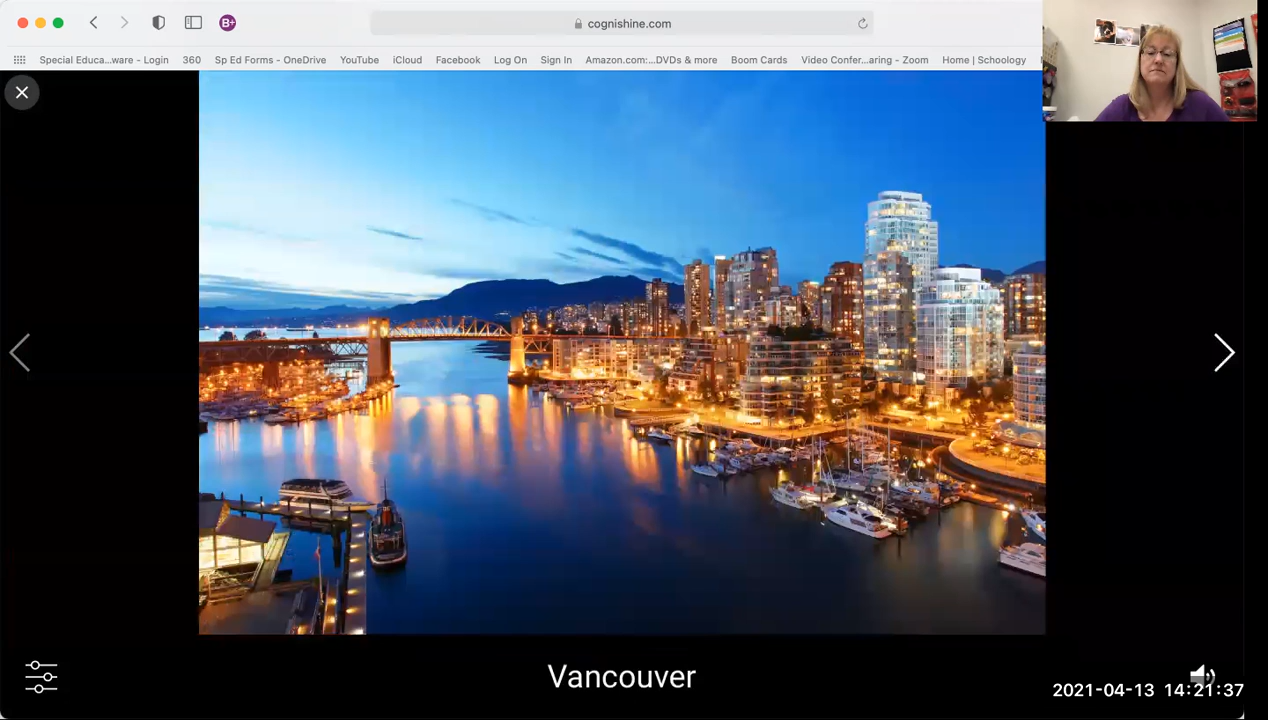 B+
cognishine.com
Special Educa...ware - Login 360 Sp Ed Forms - OneDrive YouTube iCloud Facebook Log On Sign In Amazon.com:...DVDs & more Boom Cards Video Confer...aring - Zoom Home | Schoology
Vancouver
2021-04-13 14:21:37